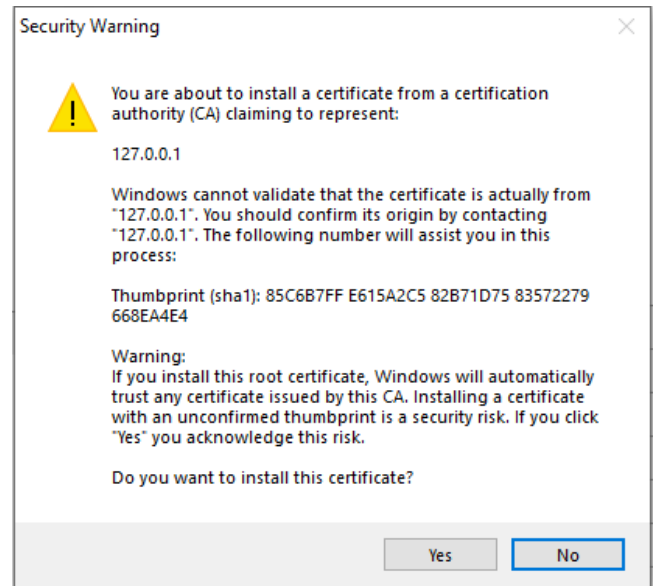 Security Warning
You are about to install a certificate from a certification
authority (CA) claiming to represent:
127.0.0.1
Windows cannot validate that the certificate is actually from
"127.0.0.1". You should confirm its origin by contacting
"127.0.0.1". The following number will assist you in this
process:
Thumbprint (sha1): 85C6B7FF E615A2C5 82B71D75 83572279
668EA4E4
Warning:
If you install this root certificate, Windows will automatically
trust any certificate issued by this CA. Installing a certificate
with an unconfirmed thumbprint is a security risk. If you click
"Yes" you acknowledge this risk.
Do you want to install this certificate?
Yes No